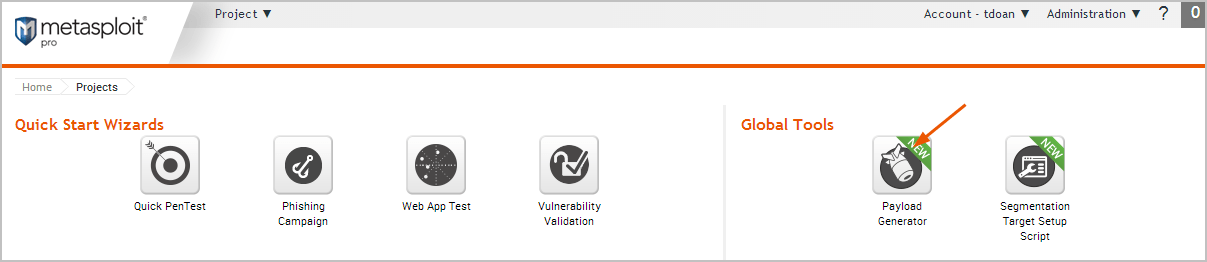 metasploit®
pro
Project ▼
Account - tdoan ▼
Administration ▼
?
0
Home
Projects
Quick Start Wizards
Quick PenTest
Phishing
Campaign
Web App Test
Vulnerability
Validation
Global Tools
NEW
Payload
Generator
NEW
Segmentation
Target Setup
Script